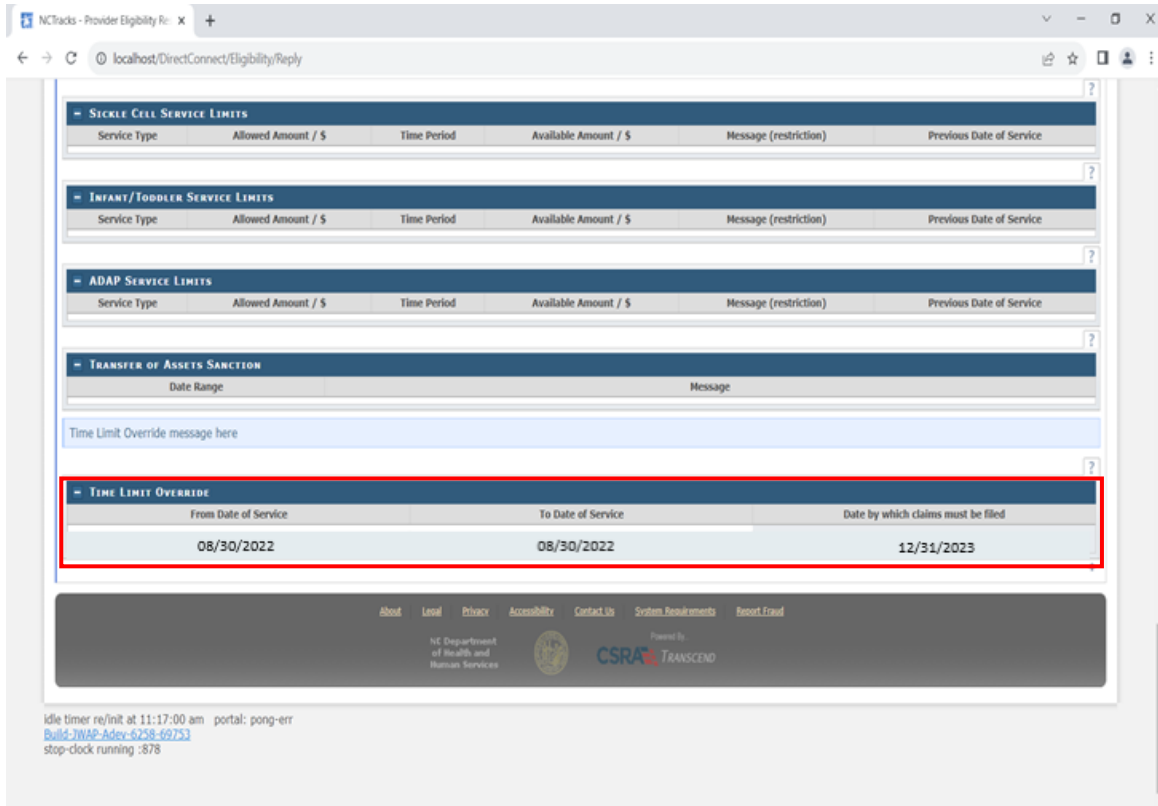 NCTracks - Provider Eligibility Re
localhost/DirectConnect/Eligibility/Reply
?
SICKLE CELL SERVICE LIMITS
Service Type Allowed Amount / $ Time Period Available Amount / $ Message (restriction) Previous Date of Service
?
INFANT/TODDLER SERVICE LIMITS
Service Type Allowed Amount / $ Time Period Available Amount / $ Message (restriction) Previous Date of Service
?
ADAP SERVICE LIMITS
Service Type Allowed Amount / $ Time Period Available Amount / $ Message (restriction) Previous Date of Service
?
TRANSFER OF ASSETS SANCTION
Date Range Message
Time Limit Override message here
?
TIME LIMIT OVERRIDE
From Date of Service To Date of Service Date by which claims must be filed
08/30/2022 08/30/2022 12/31/2023
About Legal Privacy Accessibility Contact Us System Requirements Report Fraud
NC Department
of Health and
Human Services
Powered By
CSRA TRANSCEND
idle timer re/init at 11:17:00 am portal: pong-err
Build-JWAP-Adev-6258-69753
stop-clock running :878